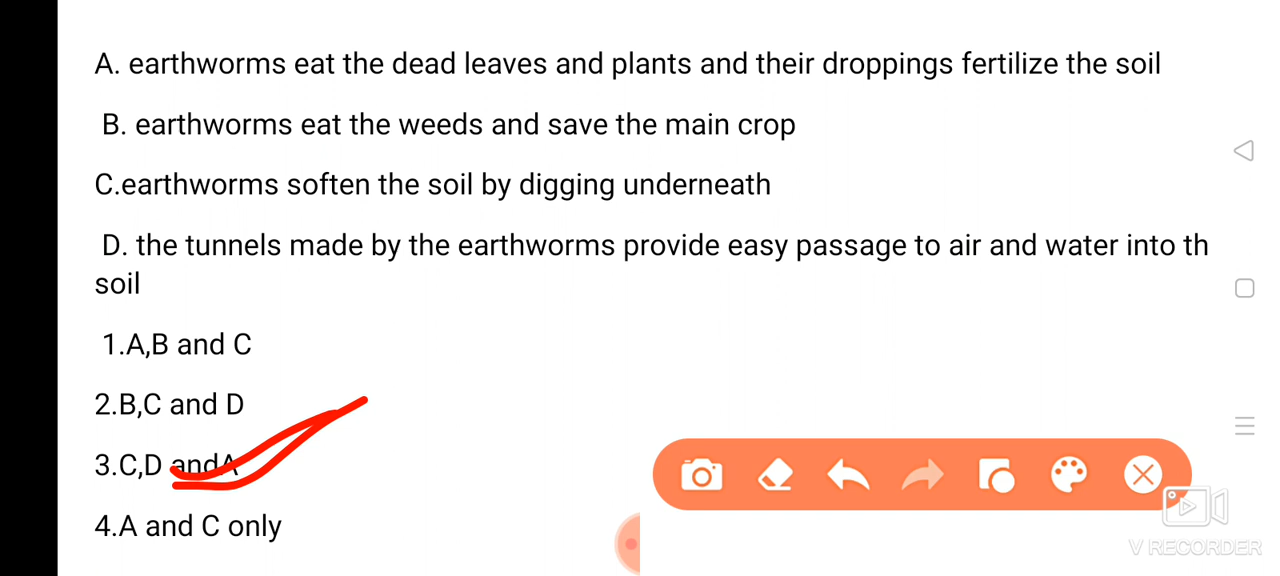 A. earthworms eat the dead leaves and plants and their droppings fertilize the soil
B. earthworms eat the weeds and save the main crop
C.earthworms soften the soil by digging underneath
D. the tunnels made by the earthworms provide easy passage to air and water into th
soil
1.A,B and C
2.B,C and D
3.C,D andA
4.A and C only
V RECORDER